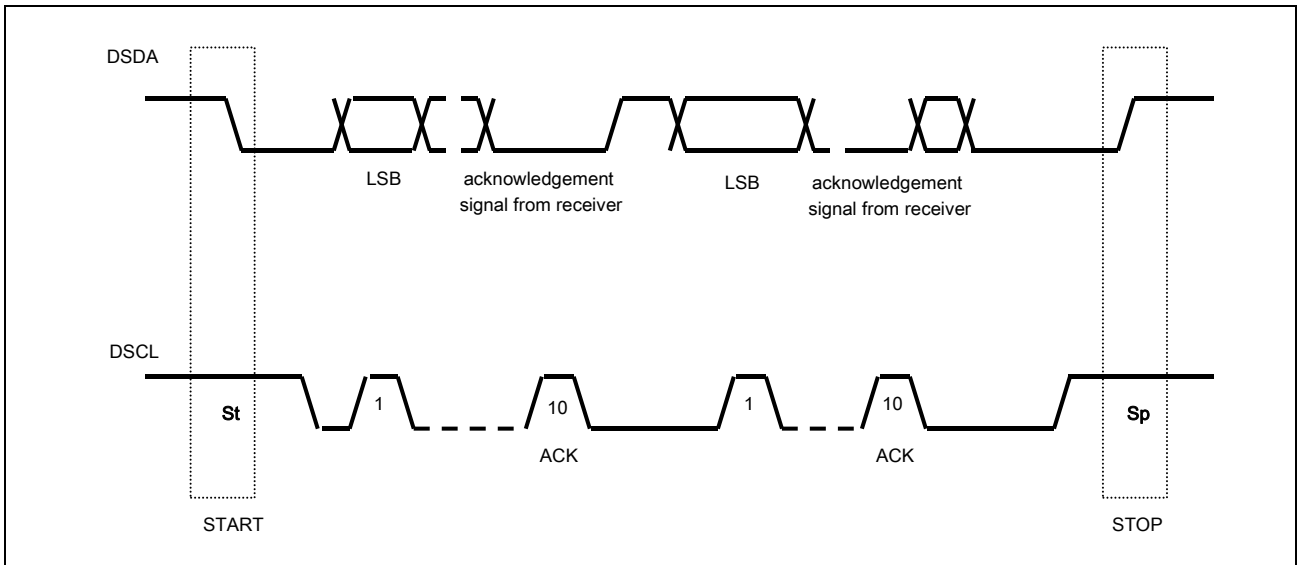 DSDA
LSB
acknowledgement
signal from receiver
LSB
acknowledgement
signal from receiver
DSCL
St
1
10
1
10
Sp
ACK
ACK
START
STOP